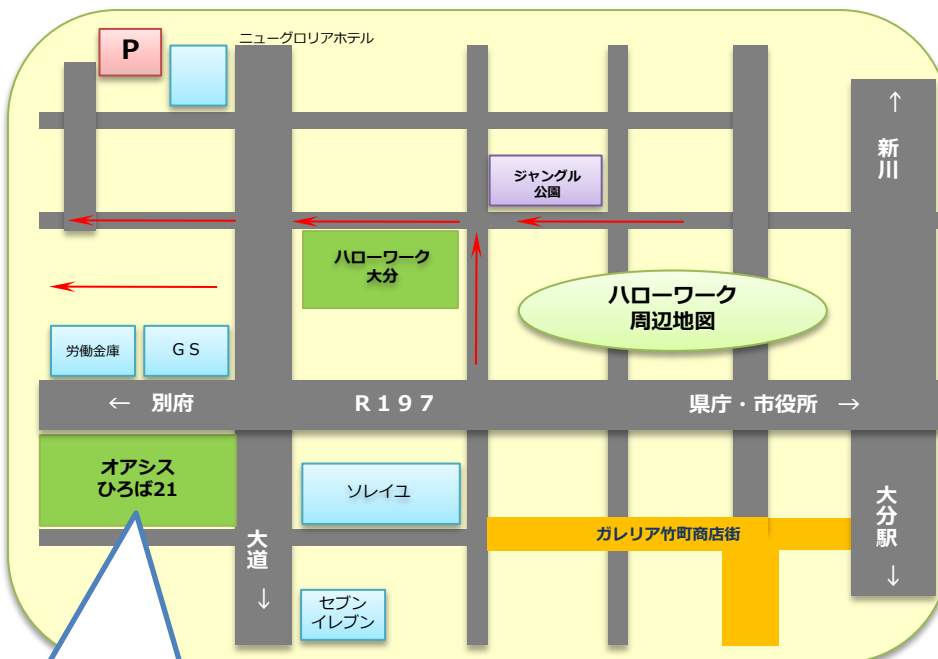 ニューグロリアホテル
P
↑
新川
ジャングル
公園
ハローワーク
大分
ハローワーク
周辺地図
労働金庫
ＧＳ
← 別府
Ｒ１９７
県庁・市役所 →
オアシス
ひろば21
ソレイユ
大分駅
↓
ガレリア竹町商店街
大道
↓
セブン
イレブン